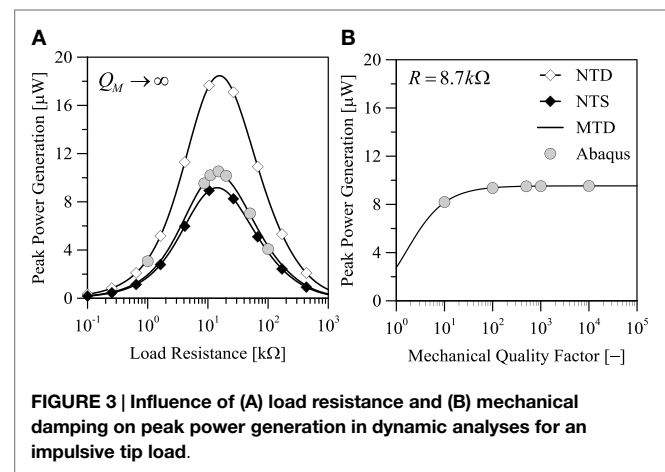 A
B
Peak Power Generation [µW]
20
16
12
8
4
0
Q_M → ∞
10^-1
10^0
10^1
10^2
10^3
Load Resistance [kΩ]
Peak Power Generation [µW]
20
16
12
8
4
0
R = 8.7kΩ
NTD
NTS
MTD
Abaqus
10^0
10^1
10^2
10^3
10^4
10^5
Mechanical Quality Factor [–]
FIGURE 3 | Influence of (A) load resistance and (B) mechanical
damping on peak power generation in dynamic analyses for an
impulsive tip load.